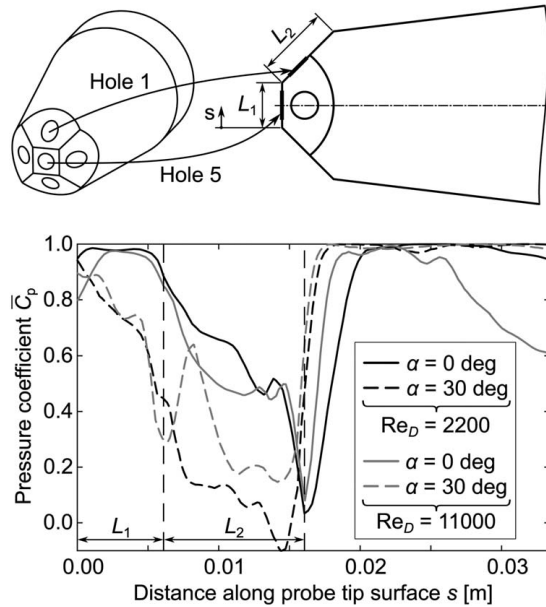 L₂
Hole 1
L₁
s
Hole 5
1.0
0.8
0.6
0.4
0.2
0.0
Pressure coefficient C̅ₚ
α = 0 deg
α = 30 deg
Re_D = 2200
α = 0 deg
α = 30 deg
Re_D = 11000
L₁
L₂
0.00
0.01
0.02
0.03
Distance along probe tip surface s [m]